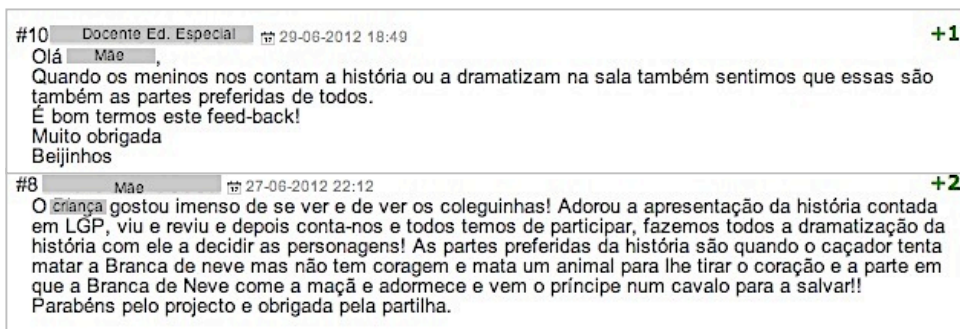 #10 Docente Ed. Especial 29-06-2012 18:49 +1
Olá Mãe ,
Quando os meninos nos contam a história ou a dramatizam na sala também sentimos que essas são
também as partes preferidas de todos.
É bom termos este feed-back!
Muito obrigada
Beijinhos
#8 Mãe 27-06-2012 22:12 +2
O criança gostou imenso de se ver e de ver os coleguinhas! Adorou a apresentação da história contada
em LGP, viu e reviu e depois conta-nos e todos temos de participar, fazemos todos a dramatização da
história com ele a decidir as personagens! As partes preferidas da história são quando o caçador tenta
matar a Branca de neve mas não tem coragem e mata um animal para lhe tirar o coração e a parte em
que a Branca de Neve come a maçã e adormece e vem o príncipe num cavalo para a salvar!!
Parabéns pelo projecto e obrigada pela partilha.